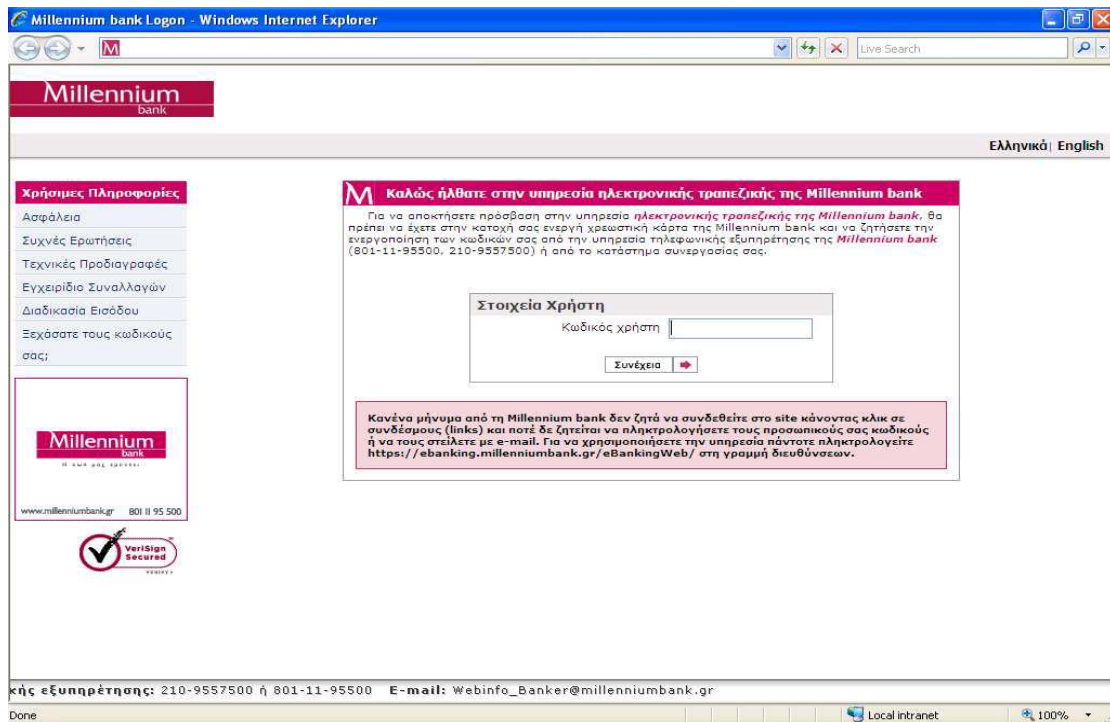 Millennium bank Logon - Windows Internet Explorer
M
Live Search
Millennium
bank
Ελληνικά| English
Χρήσιμες Πληροφορίες
Ασφάλεια
Συχνές Ερωτήσεις
Τεχνικές Προδιαγραφές
Εγχειρίδιο Συναλλαγών
Διαδικασία Εισόδου
Ξεχάσατε τους κωδικούς
σας;
M Καλώς ήλθατε στην υπηρεσία ηλεκτρονικής τραπεζικής της Millennium bank
Για να αποκτήσετε πρόσβαση στην υπηρεσία ηλεκτρονικής τραπεζικής της Millennium bank, θα
πρέπει να έχετε στην κατοχή σας ενεργή χρεωστική κάρτα της Millennium bank και να ζητήσετε την
ενεργοποίηση των κωδικών σας από την υπηρεσία τηλεφωνικής εξυπηρέτησης της Millennium bank
(801-11-95500, 210-9557500) ή από το κατάστημα συνεργασίας σας.
Στοιχεία Χρήστη
Κωδικός χρήστη
Συνέχεια
Κανένα μήνυμα από τη Millennium bank δεν ζητά να συνδεθείτε στο site κάνοντας κλικ σε
συνδέσμους (links) και ποτέ δε ζητείται να πληκτρολογήσετε τους προσωπικούς σας κωδικούς
ή να τους στείλετε με e-mail. Για να χρησιμοποιήσετε την υπηρεσία πάντοτε πληκτρολογείτε
https://ebanking.millenniumbank.gr/eBankingWeb/ στη γραμμή διευθύνσεων.
Millennium
bank
www.millenniumbank.gr 801 11 95 500
VeriSign
Secured
κής εξυπηρέτησης: 210-9557500 ή 801-11-95500 E-mail: Webinfo_Banker@millenniumbank.gr
Done
Local intranet
100%